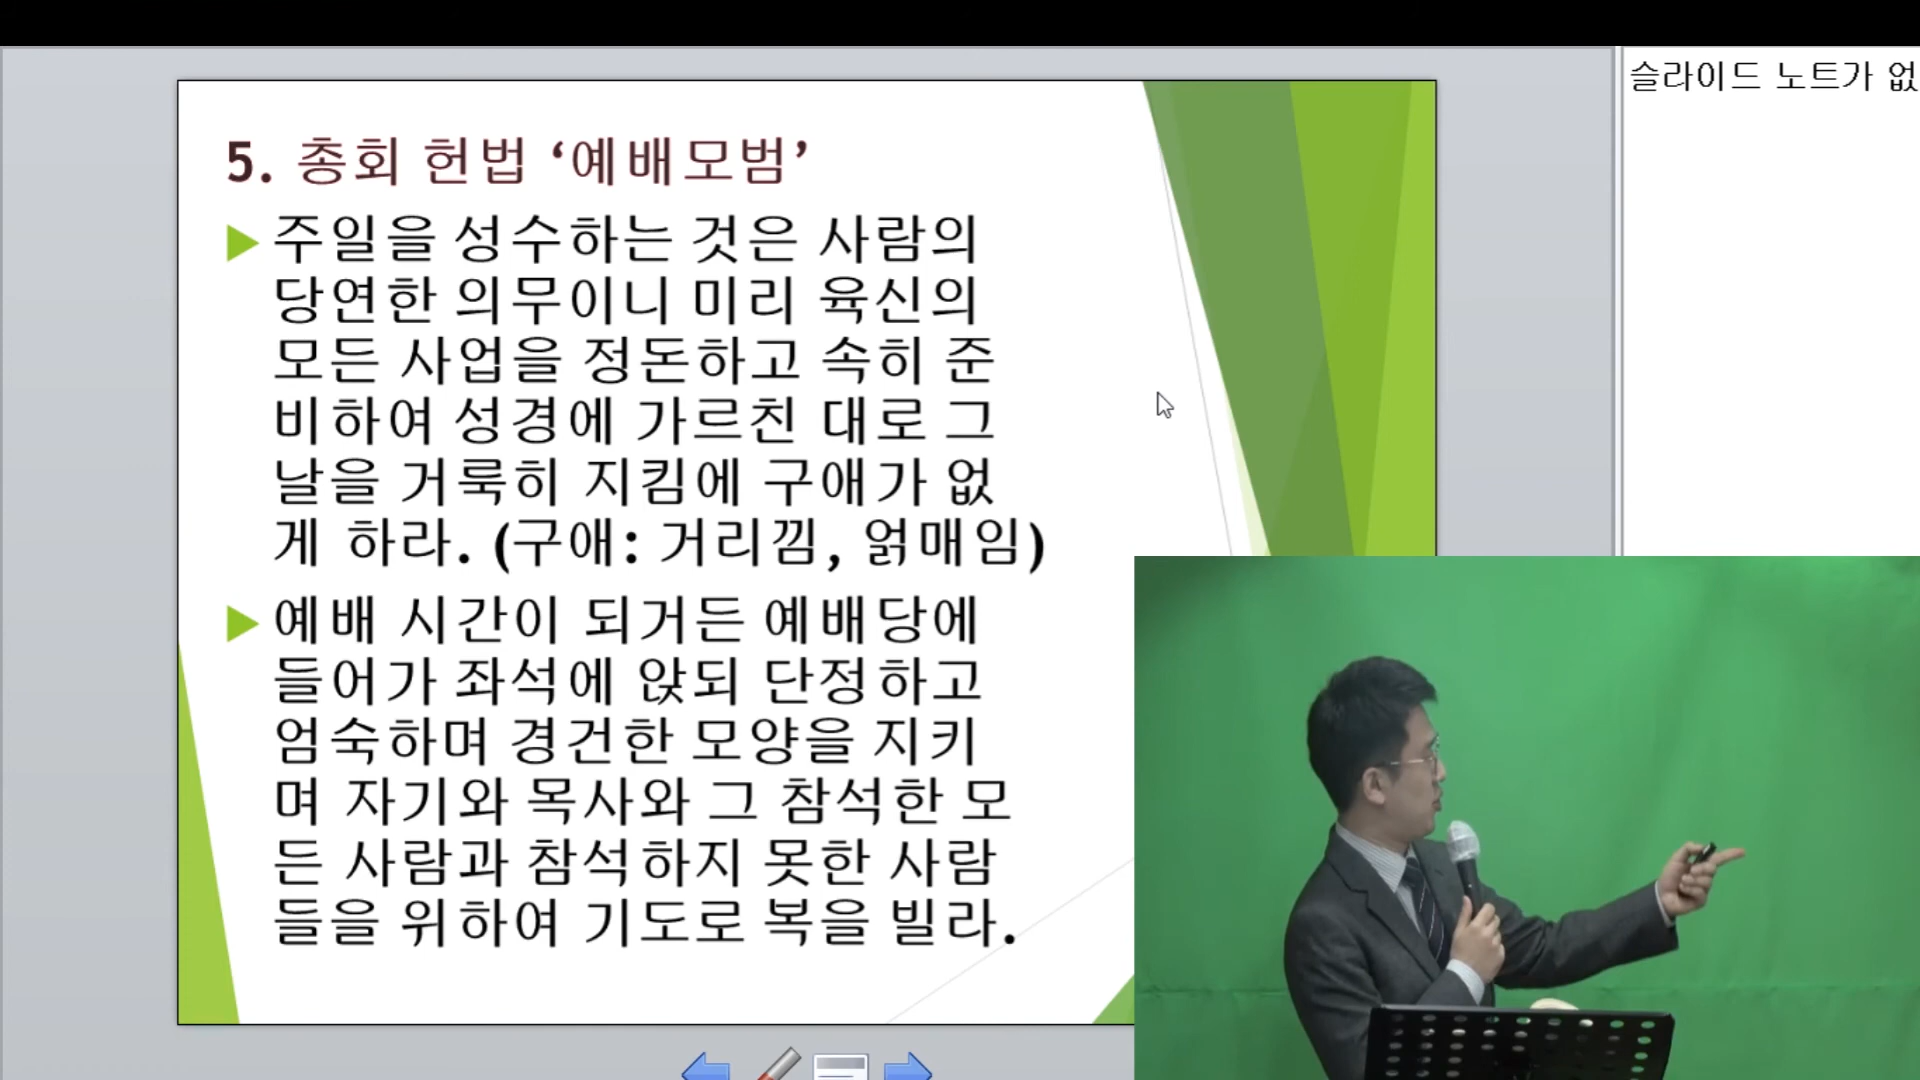 5. 총회 헌법 ‘예배모범’
주일을 성수하는 것은 사람의
당연한 의무이니 미리 육신의
모든 사업을 정돈하고 속히 준
비하여 성경에 가르친 대로 그
날을 거룩히 지킴에 구애가 없
게 하라. (구애: 거리낌, 얽매임)
예배 시간이 되거든 예배당에
들어가 좌석에 앉되 단정하고
엄숙하며 경건한 모양을 지키
며 자기와 목사와 그 참석한 모
든 사람과 참석하지 못한 사람
들을 위하여 기도로 복을 빌라.
슬라이드 노트가 없